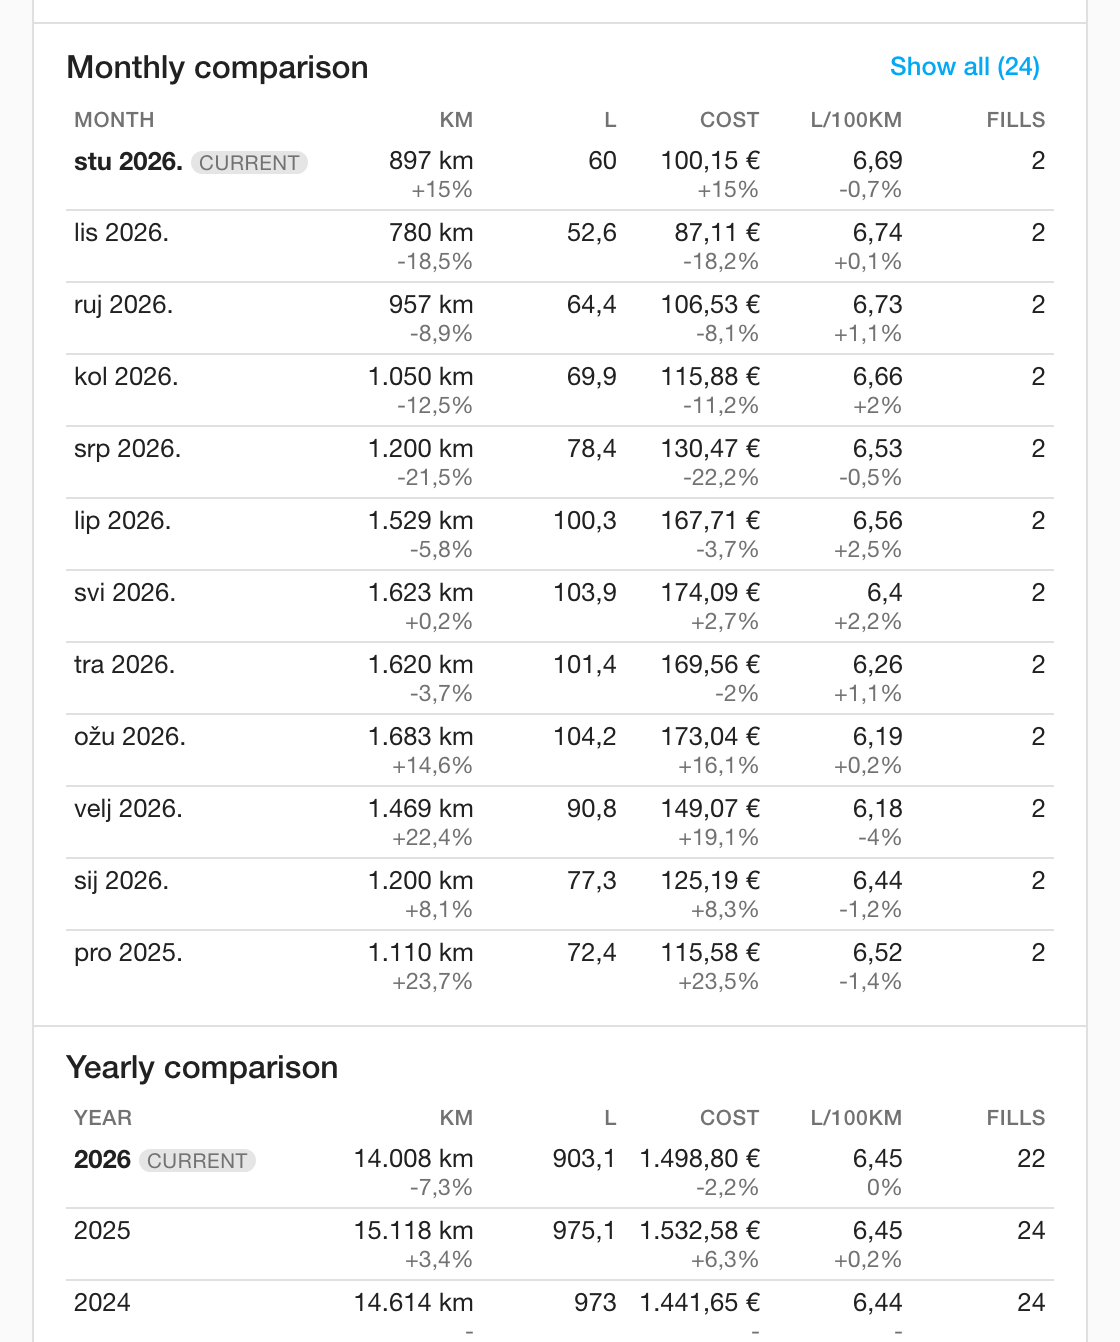 Monthly comparison Show all (24)
MONTH KM L COST L/100KM FILLS
stu 2026. CURRENT 897 km 60 100,15 € 6,69 2
+15% +15% -0,7%
lis 2026. 780 km 52,6 87,11 € 6,74 2
-18,5% -18,2% +0,1%
ruj 2026. 957 km 64,4 106,53 € 6,73 2
-8,9% -8,1% +1,1%
kol 2026. 1.050 km 69,9 115,88 € 6,66 2
-12,5% -11,2% +2%
srp 2026. 1.200 km 78,4 130,47 € 6,53 2
-21,5% -22,2% -0,5%
lip 2026. 1.529 km 100,3 167,71 € 6,56 2
-5,8% -3,7% +2,5%
svi 2026. 1.623 km 103,9 174,09 € 6,4 2
+0,2% +2,7% +2,2%
tra 2026. 1.620 km 101,4 169,56 € 6,26 2
-3,7% -2% +1,1%
ožu 2026. 1.683 km 104,2 173,04 € 6,19 2
+14,6% +16,1% +0,2%
velj 2026. 1.469 km 90,8 149,07 € 6,18 2
+22,4% +19,1% -4%
sij 2026. 1.200 km 77,3 125,19 € 6,44 2
+8,1% +8,3% -1,2%
pro 2025. 1.110 km 72,4 115,58 € 6,52 2
+23,7% +23,5% -1,4%
Yearly comparison
YEAR KM L COST L/100KM FILLS
2026 CURRENT 14.008 km 903,1 1.498,80 € 6,45 22
-7,3% -2,2% 0%
2025 15.118 km 975,1 1.532,58 € 6,45 24
+3,4% +6,3% +0,2%
2024 14.614 km 973 1.441,65 € 6,44 24
- - -